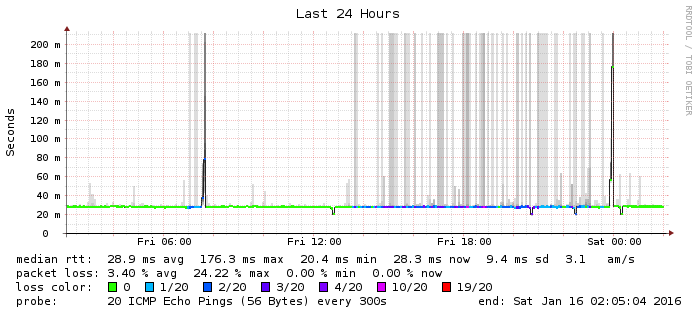 Last 24 Hours
RRDTOOL / TOBI OETIKER
Seconds
200 m
180 m
160 m
140 m
120 m
100 m
80 m
60 m
40 m
20 m
0
Fri 06:00 Fri 12:00 Fri 18:00 Sat 00:00
median rtt: 28.9 ms avg 176.3 ms max 20.4 ms min 28.3 ms now 9.4 ms sd 3.1 am/s
packet loss: 3.40 % avg 24.22 % max 0.00 % min 0.00 % now
loss color: 0 1/20 2/20 3/20 4/20 10/20 19/20
probe: 20 ICMP Echo Pings (56 Bytes) every 300s end: Sat Jan 16 02:05:04 2016